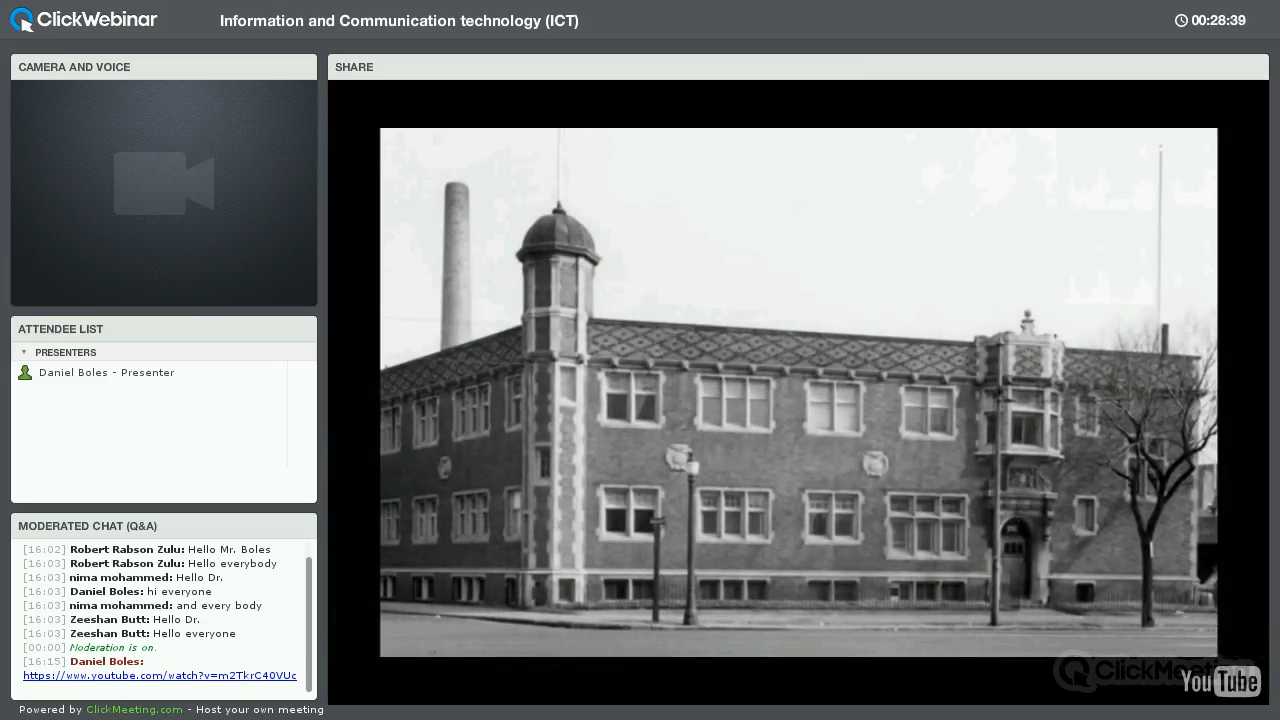 ClickWebinar
Information and Communication technology (ICT)
00:28:39
CAMERA AND VOICE
SHARE
ATTENDEE LIST
PRESENTERS
Daniel Boles - Presenter
MODERATED CHAT (Q&A)
[16:02] Robert Rabson Zulu: Hello Mr. Boles
[16:03] Robert Rabson Zulu: Hello everybody
[16:03] nima mohammed: Hello Dr.
[16:03] Daniel Boles: hi everyone
[16:03] nima mohammed: and every body
[16:03] Zeeshan Butt: Hello Dr.
[16:03] Zeeshan Butt: Hello everyone
[00:00] Moderation is on.
[16:15] Daniel Boles:
https://www.youtube.com/watch?v=m2TkrC40VUc
ClickMeeting
YouTube
Powered by ClickMeeting.com - Host your own meeting